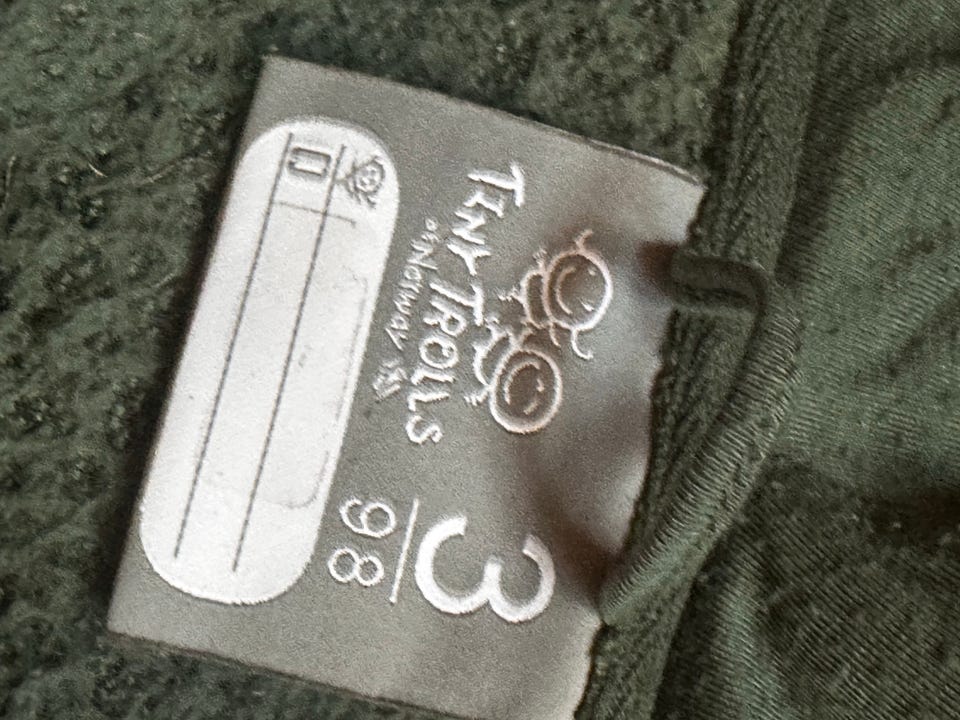 TINY TROLLS
of Norway
3
98